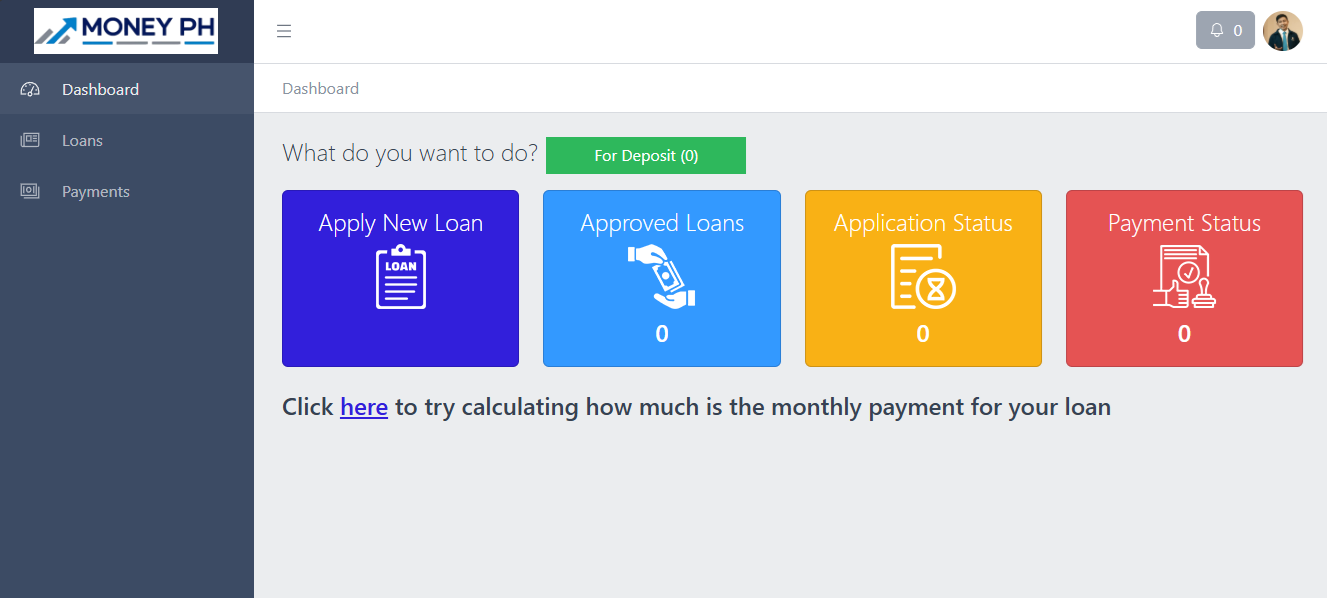 MONEY PH
0
Dashboard
Loans
Payments
Dashboard
What do you want to do?
For Deposit (0)
Apply New Loan
LOAN
Approved Loans
0
Application Status
0
Payment Status
0
Click here to try calculating how much is the monthly payment for your loan